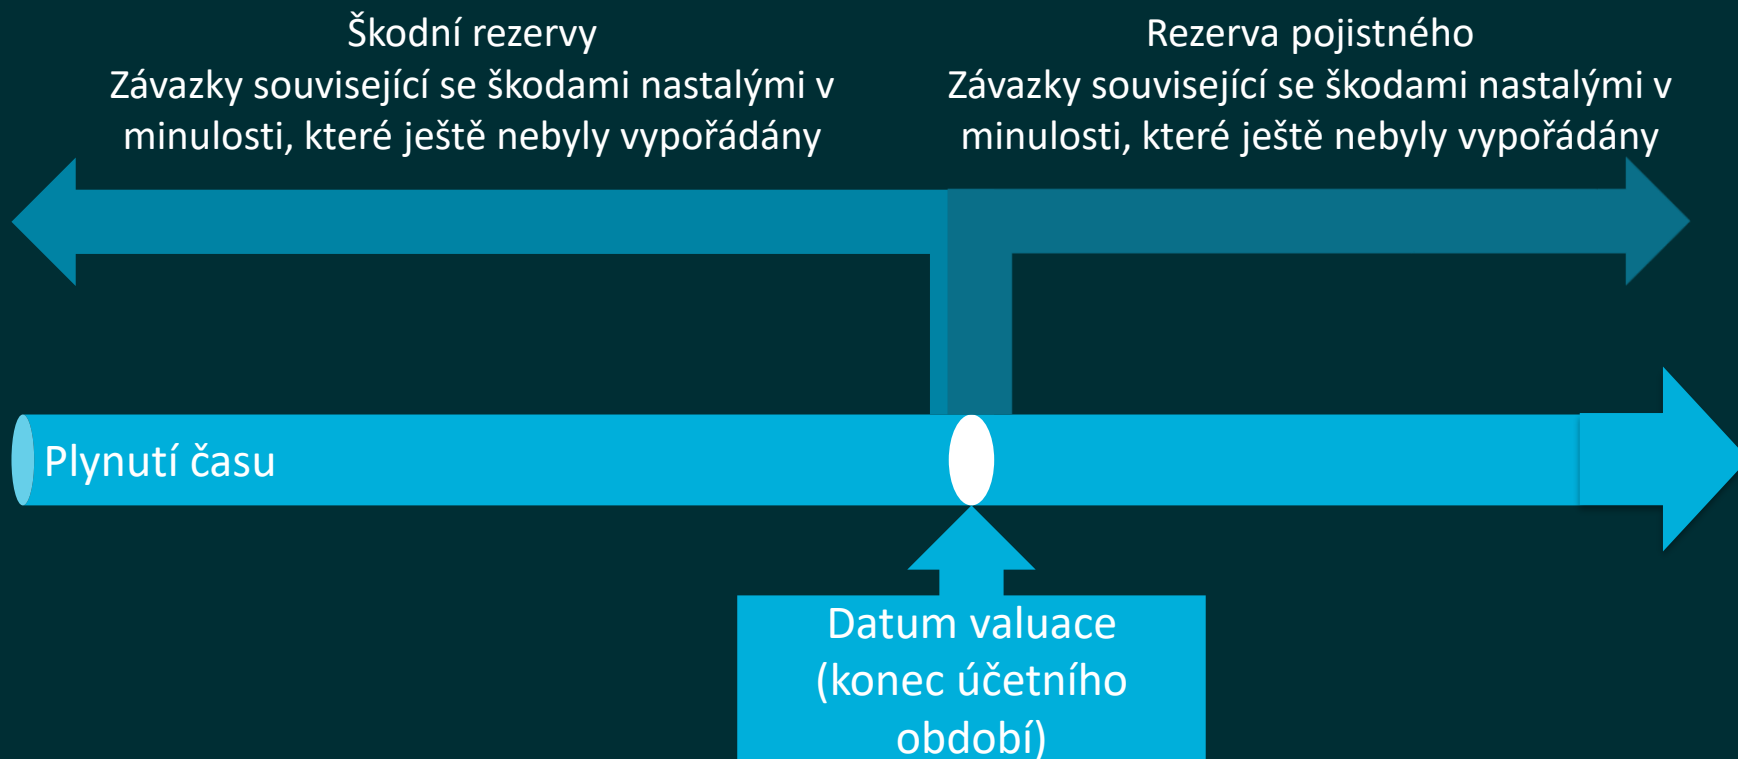 Škodní rezervy
Závazky související se škodami nastalými v
minulosti, které ještě nebyly vypořádány
Rezerva pojistného
Závazky související se škodami nastalými v
minulosti, které ještě nebyly vypořádány
Plynutí času
Datum valuace
(konec účetního
období)